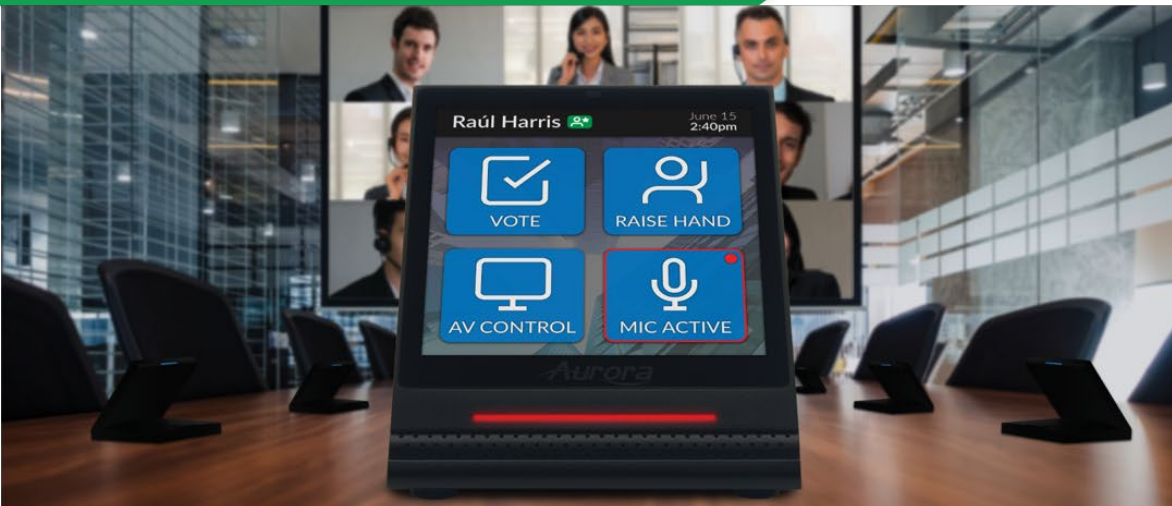 Raúl Harris
June 15
2:40pm
VOTE
RAISE HAND
AV CONTROL
MIC ACTIVE
Aurora